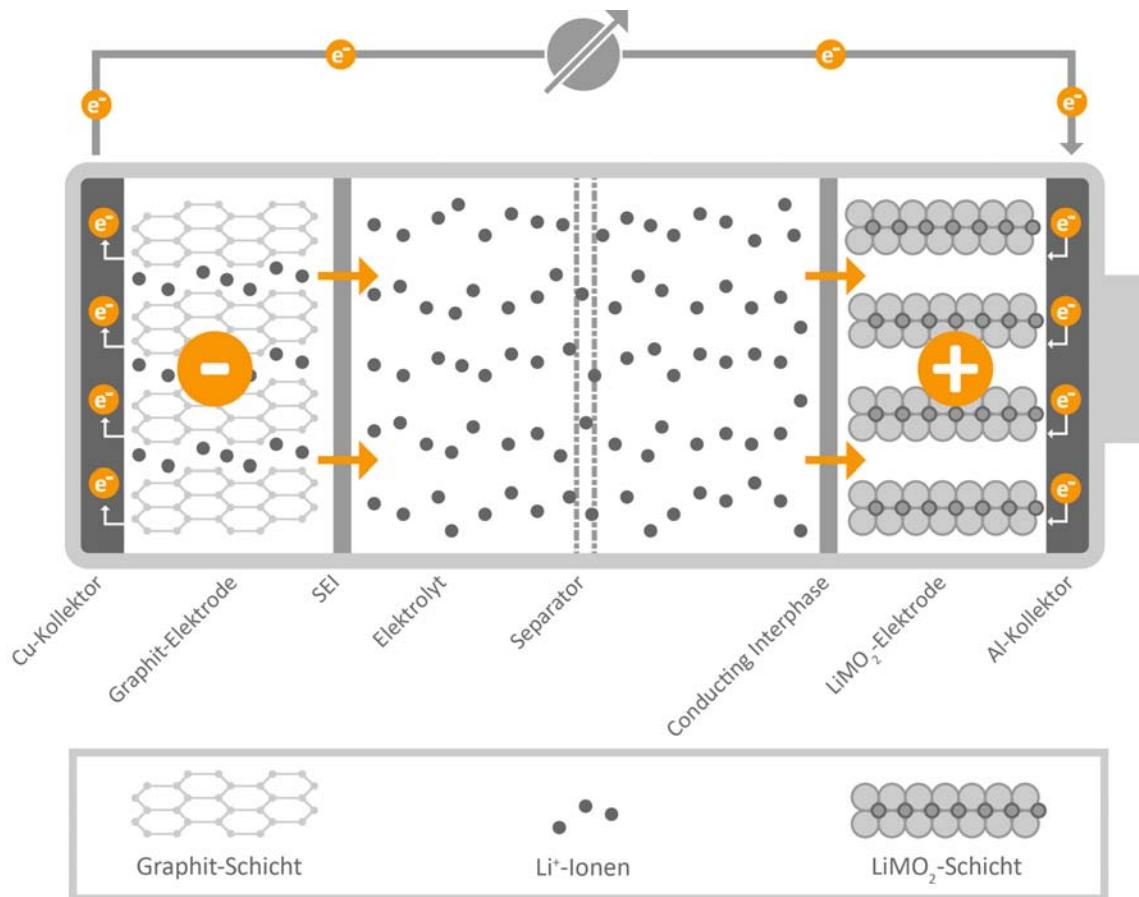 e⁻ e⁻
e⁻ e⁻
e⁻ e⁻
e⁻ e⁻
- +
e⁻ e⁻
e⁻ e⁻
Cu-Kollektor
Graphit-Elektrode
SEI
Elektrolyt
Separator
Conducting Interphase
LiMO₂-Elektrode
Al-Kollektor
Graphit-Schicht
Li⁺-Ionen
LiMO₂-Schicht